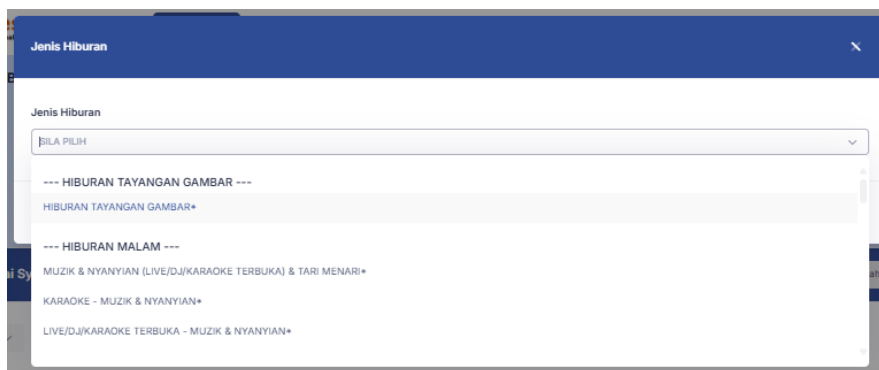 Jenis Hiburan
Jenis Hiburan
SILA PILIH
--- HIBURAN TAYANGAN GAMBAR ---
HIBURAN TAYANGAN GAMBAR*
--- HIBURAN MALAM ---
MUZIK & NYANYIAN (LIVE/DJ/KARAOKE TERBUKA) & TARI MENARI*
KARAOKE - MUZIK & NYANYIAN*
LIVE/DJ/KARAOKE TERBUKA - MUZIK & NYANYIAN*